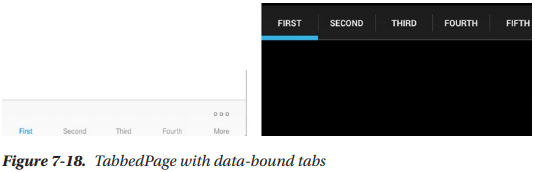 FIRST SECOND THIRD FOURTH FIFTH
First Second Third Fourth More
Figure 7-18. TabbedPage with data-bound tabs